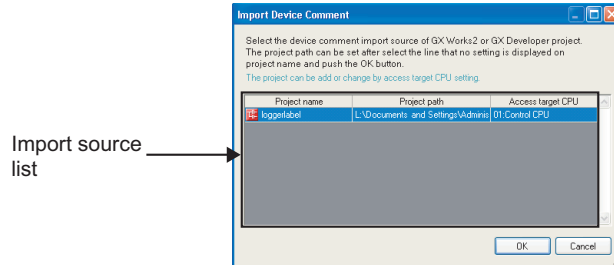 Import Device Comment
Select the device comment import source of GX Works2 or GX Developer project.
The project path can be set after select the line that no setting is displayed on
project name and push the OK button.
The project can be add or change by access target CPU setting.
Project name Project path Access target CPU
loggerlabel L:\Documents and Settings\Adminis 01:Control CPU
Import source
list
OK Cancel